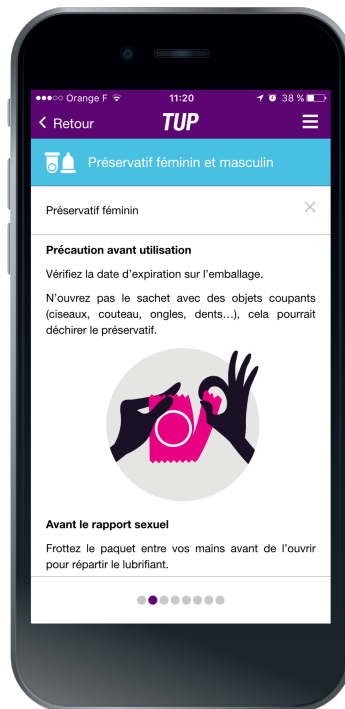 Orange F 11:20 38 %
Retour TUP
Préservatif féminin et masculin
Préservatif féminin
Précaution avant utilisation
Vérifiez la date d'expiration sur l'emballage.
N'ouvrez pas le sachet avec des objets coupants
(ciseaux, couteau, ongles, dents…), cela pourrait
déchirer le préservatif.
Avant le rapport sexuel
Frottez le paquet entre vos mains avant de l'ouvrir
pour répartir le lubrifiant.